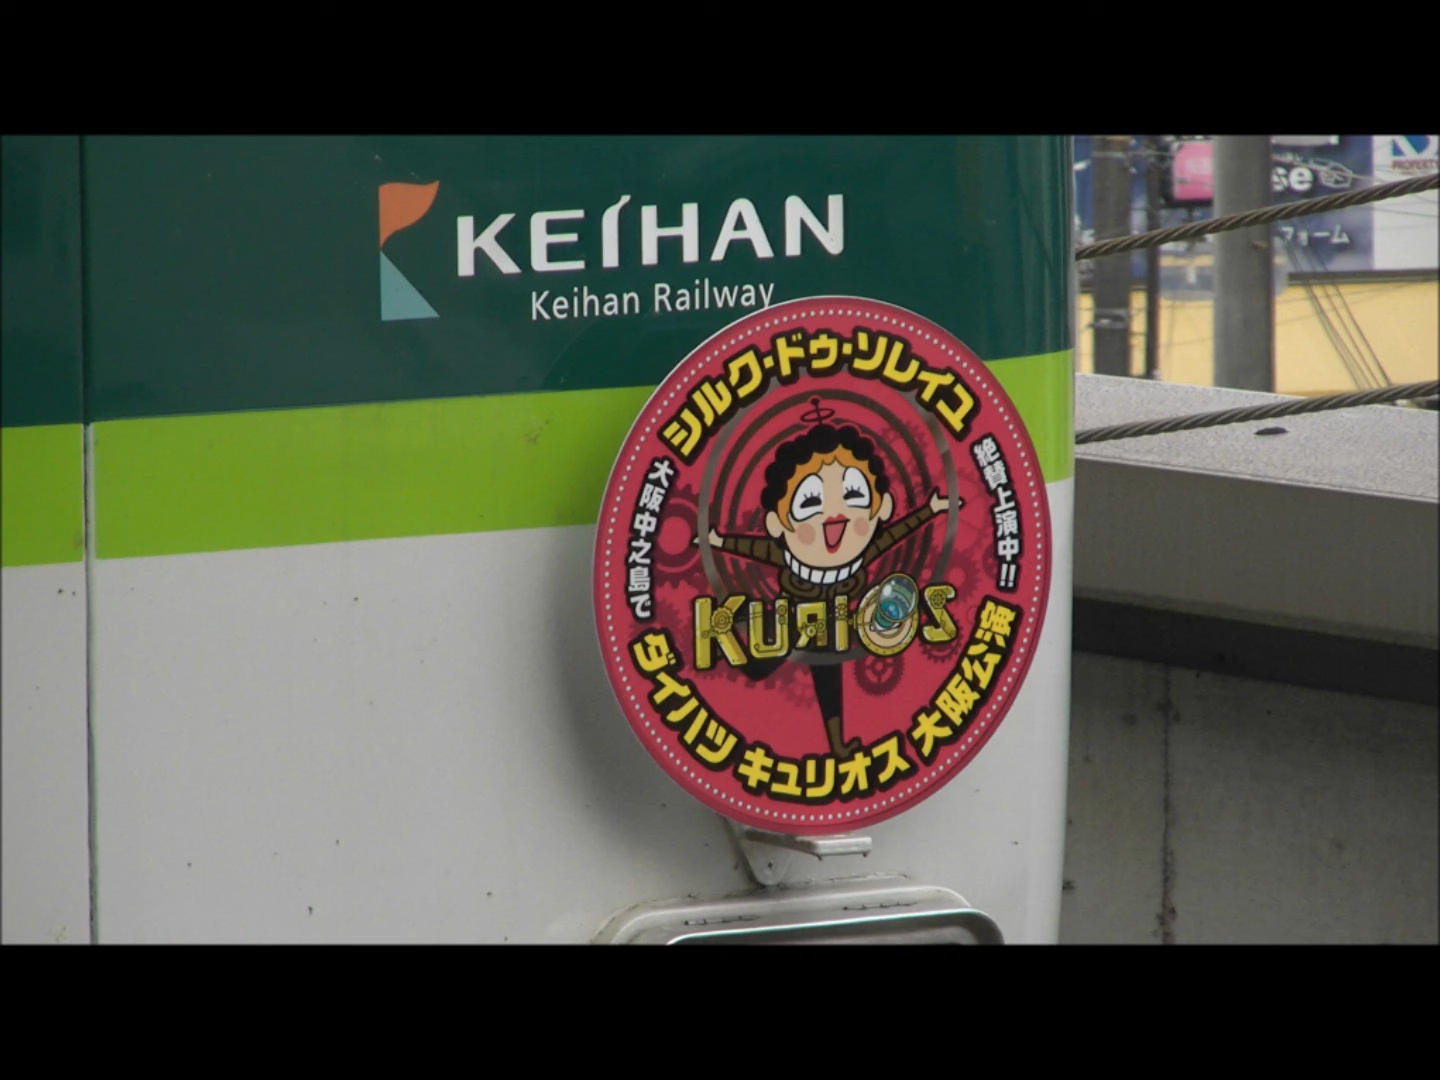 KEIHAN
Keihan Railway
シルク・ドゥ・ソレイユ
大阪中之島で
絶賛上演中!!
KURIOS
ダイハツ キュリオス 大阪公演
se
フォーム
PROPERTY